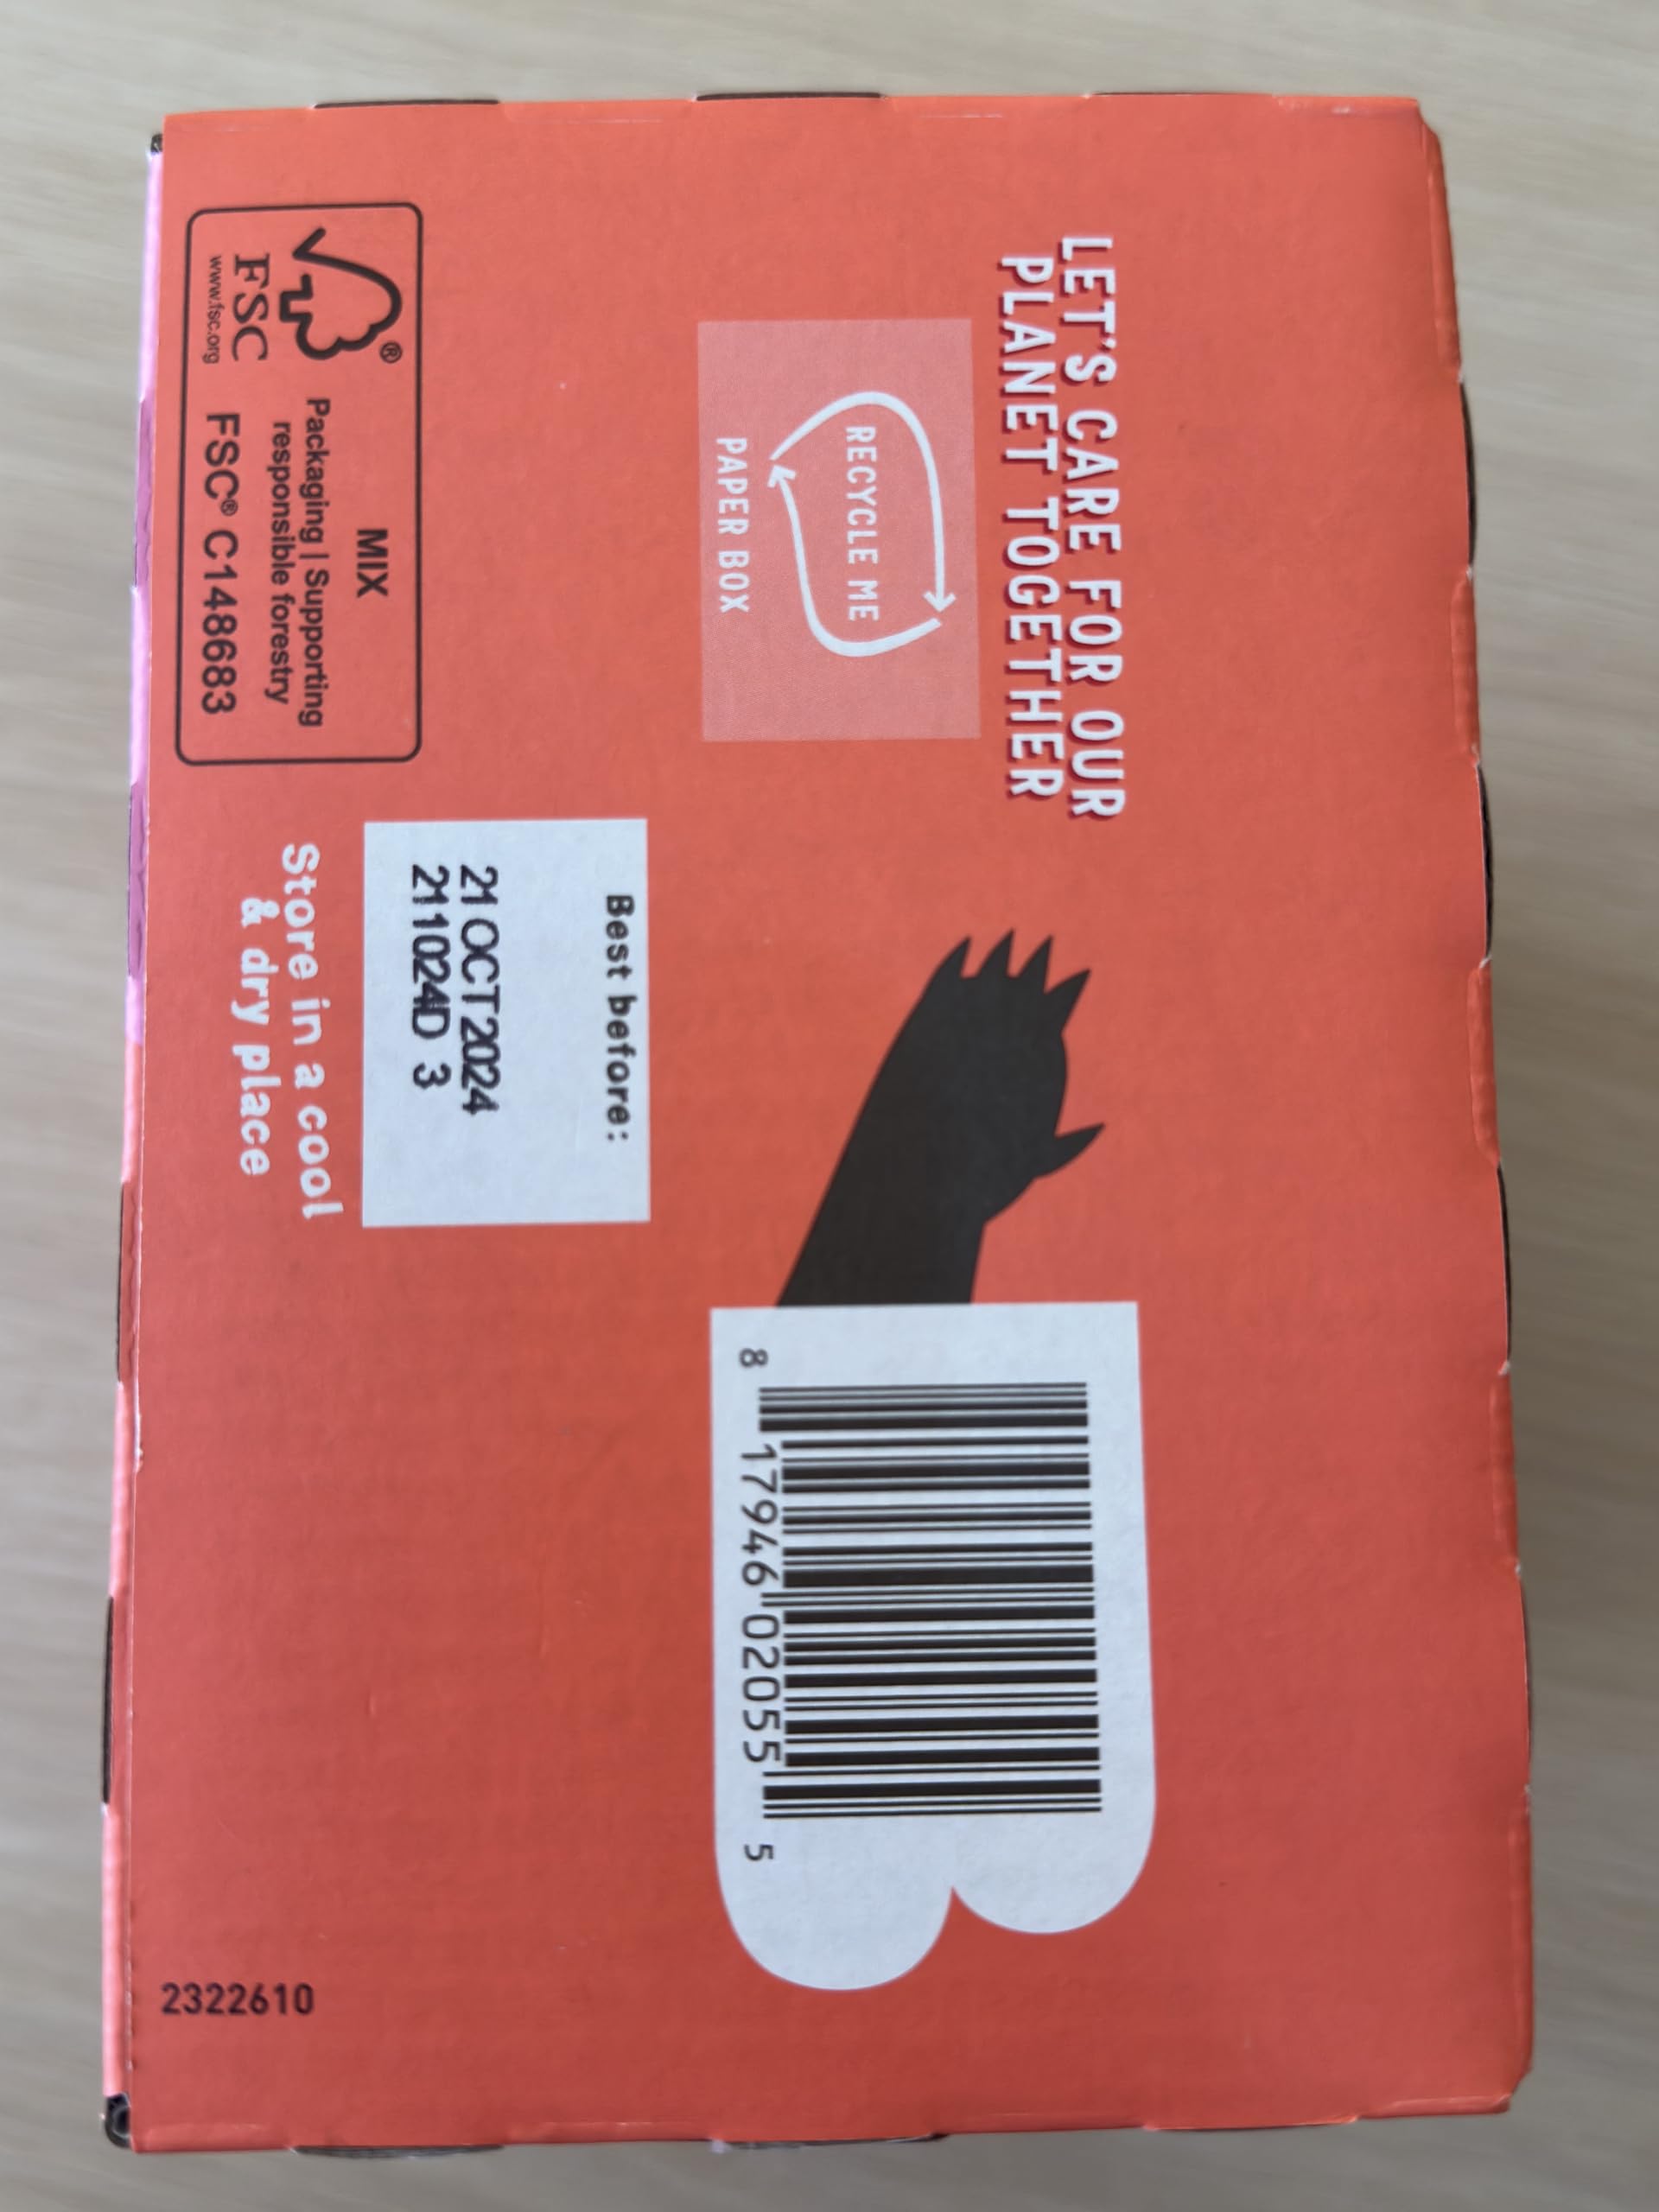 LET'S CARE FOR OUR
PLANET TOGETHER
RECYCLE ME
PAPER BOX
FSC®
www.fsc.org
MIX
Packaging | Supporting
responsible forestry
FSC® C148683
Best before:
21 OCT 2024
211024D 3
Store in a cool
& dry place
8 17946 02055 5
2322610